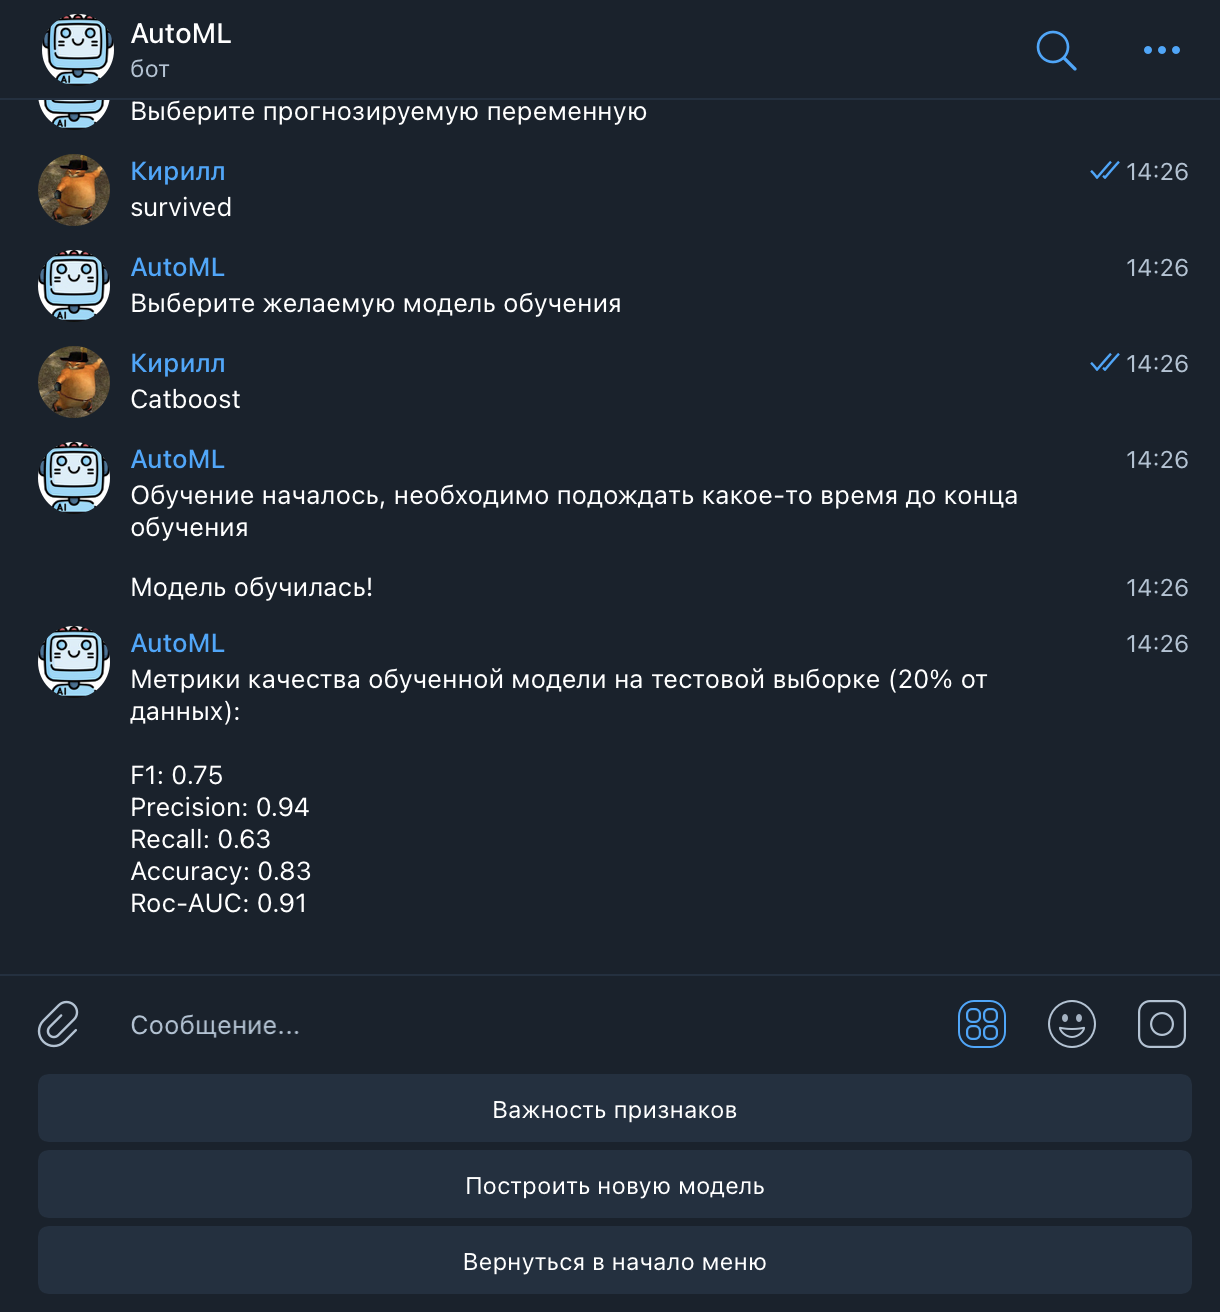 AutoML
бот
Выберите прогнозируемую переменную
Кирилл 14:26
survived
AutoML 14:26
Выберите желаемую модель обучения
Кирилл 14:26
Catboost
AutoML 14:26
Обучение началось, необходимо подождать какое-то время до конца
обучения
Модель обучилась! 14:26
AutoML 14:26
Метрики качества обученной модели на тестовой выборке (20% от
данных):
F1: 0.75
Precision: 0.94
Recall: 0.63
Accuracy: 0.83
Roc-AUC: 0.91
Сообщение...
Важность признаков
Построить новую модель
Вернуться в начало меню